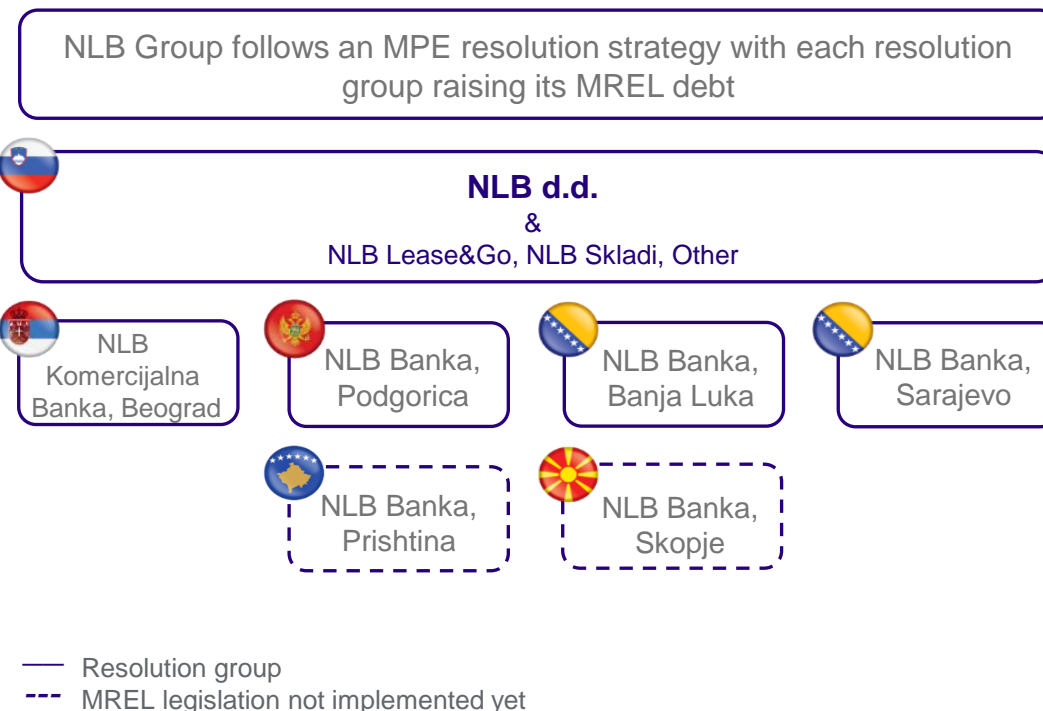 NLB Group follows an MPE resolution strategy with each resolution
group raising its MREL debt
NLB d.d.
&
NLB Lease&Go, NLB Skladi, Other
NLB
Komercijalna
Banka, Beograd
NLB Banka,
Podgorica
NLB Banka,
Banja Luka
NLB Banka,
Sarajevo
NLB Banka,
Prishtina
NLB Banka,
Skopje
Resolution group
MREL legislation not implemented yet